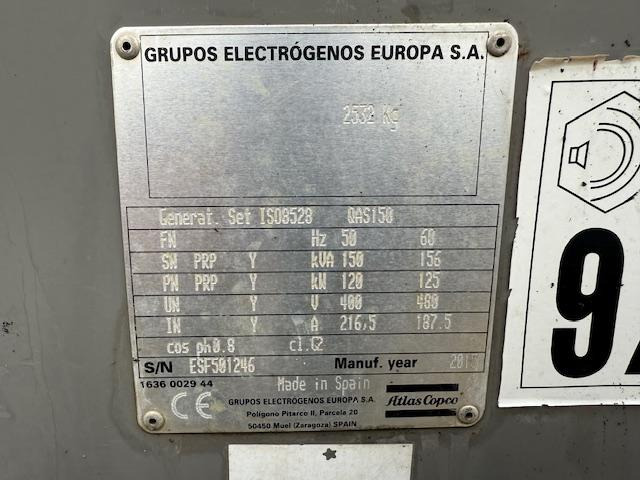 GRUPOS ELECTRÓGENOS EUROPA S.A.
2532 Kg
Generat. Set ISO8528 QAS150
FN Hz 50 60
SN PRP Y kVA 150 156
PN PRP Y kW 120 125
UN Y V 400 480
IN Y A 216,5 187.5
cos ph0.8 cl.G2
S/N ESF501246 Manuf. year
1636 0029 44 Made in Spain
CE
GRUPOS ELECTRÓGENOS EUROPA S.A.
Polígono Pitarco II, Parcela 20
50450 Muel (Zaragoza) SPAIN
Atlas Copco
9